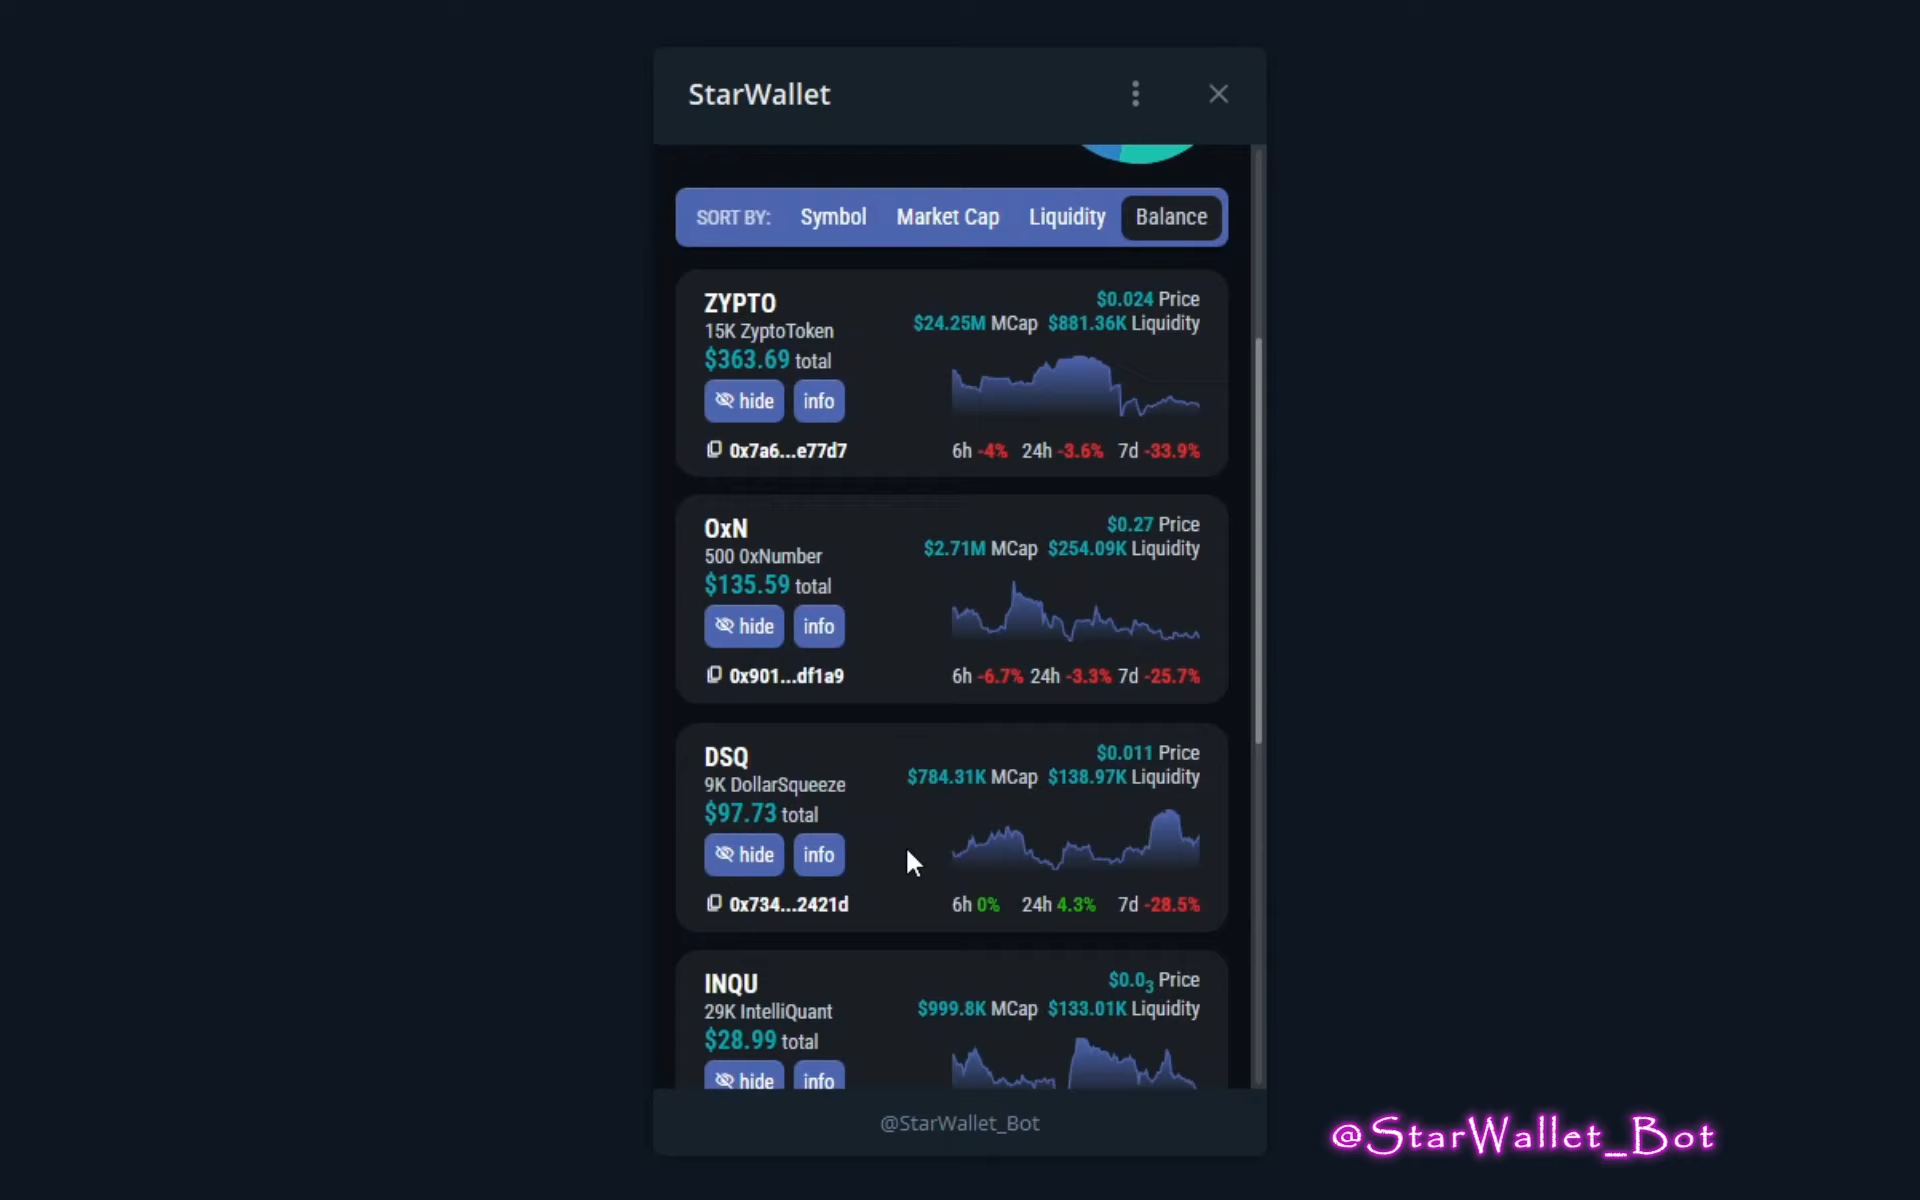 StarWallet
SORT BY: Symbol Market Cap Liquidity Balance
ZYPTO
15K ZyptoToken
$363.69 total
hide info
0x7a6...e77d7
$0.024 Price
$24.25M MCap $881.36K Liquidity
6h -4% 24h -3.6% 7d -33.9%
OxN
500 0xNumber
$135.59 total
hide info
0x901...df1a9
$0.27 Price
$2.71M MCap $254.09K Liquidity
6h -6.7% 24h -3.3% 7d -25.7%
DSQ
9K DollarSqueeze
$97.73 total
hide info
0x734...2421d
$0.011 Price
$784.31K MCap $138.97K Liquidity
6h 0% 24h 4.3% 7d -28.5%
INQU
29K IntelliQuant
$28.99 total
hide info
$0.0₃ Price
$999.8K MCap $133.01K Liquidity
@StarWallet_Bot
@StarWallet_Bot